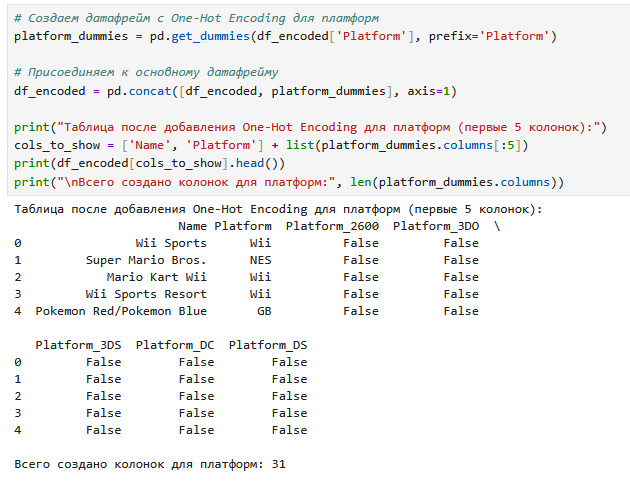 # Создаем датафрейм с One-Hot Encoding для платформ
platform_dummies = pd.get_dummies(df_encoded['Platform'], prefix='Platform')
# Присоединяем к основному датафрейму
df_encoded = pd.concat([df_encoded, platform_dummies], axis=1)
print("Таблица после добавления One-Hot Encoding для платформ (первые 5 колонок):")
cols_to_show = ['Name', 'Platform'] + list(platform_dummies.columns[:5])
print(df_encoded[cols_to_show].head())
print("\nВсего создано колонок для платформ:", len(platform_dummies.columns))
Таблица после добавления One-Hot Encoding для платформ (первые 5 колонок):
Name Platform Platform_2600 Platform_3DO \
0 Wii Sports Wii False False
1 Super Mario Bros. NES False False
2 Mario Kart Wii Wii False False
3 Wii Sports Resort Wii False False
4 Pokemon Red/Pokemon Blue GB False False
Platform_3DS Platform_DC Platform_DS
0 False False False
1 False False False
2 False False False
3 False False False
4 False False False
Всего создано колонок для платформ: 31